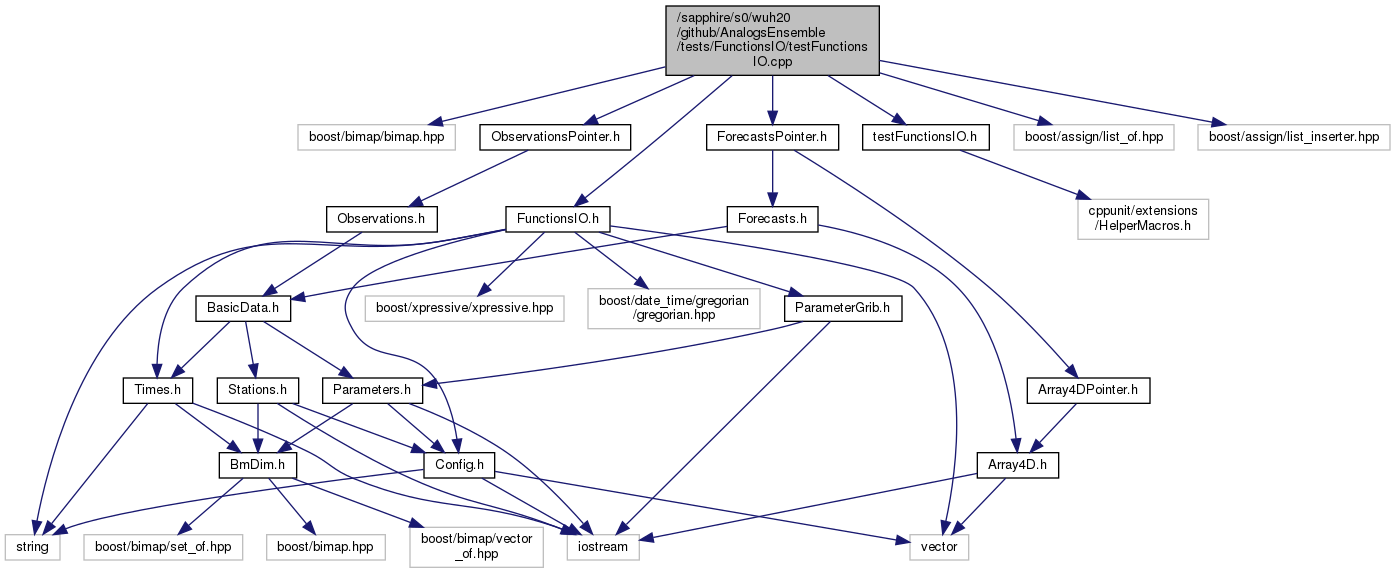 /sapphire/s0/wuh20
/github/AnalogsEnsemble
/tests/FunctionsIO/testFunctions
IO.cpp
boost/bimap/bimap.hpp
ObservationsPointer.h
ForecastsPointer.h
testFunctionsIO.h
boost/assign/list_of.hpp
boost/assign/list_inserter.hpp
Observations.h
FunctionsIO.h
Forecasts.h
cppunit/extensions
/HelperMacros.h
BasicData.h
boost/xpressive/xpressive.hpp
boost/date_time/gregorian
/gregorian.hpp
ParameterGrib.h
Times.h
Stations.h
Parameters.h
Array4DPointer.h
BmDim.h
Config.h
Array4D.h
string
boost/bimap/set_of.hpp
boost/bimap.hpp
boost/bimap/vector
_of.hpp
iostream
vector